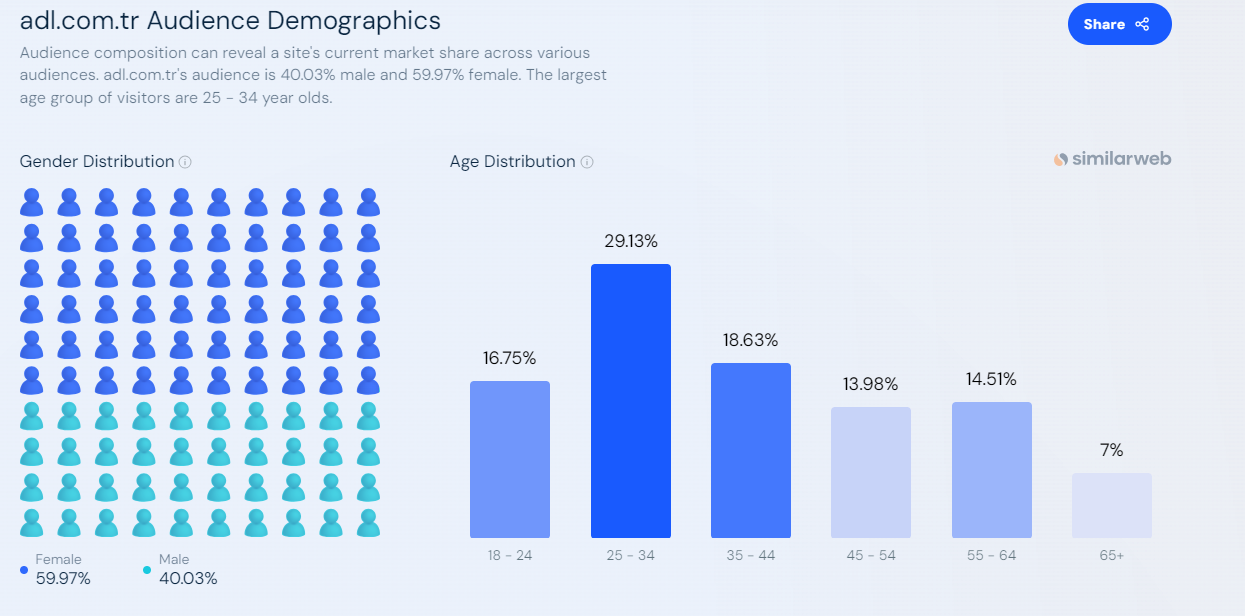 adl.com.tr Audience Demographics
Share
Audience composition can reveal a site's current market share across various
audiences. adl.com.tr's audience is 40.03% male and 59.97% female. The largest
age group of visitors are 25 - 34 year olds.
Gender Distribution
Age Distribution
similarweb
16.75%
29.13%
18.63%
13.98%
14.51%
7%
18 - 24
25 - 34
35 - 44
45 - 54
55 - 64
65+
Female
59.97%
Male
40.03%